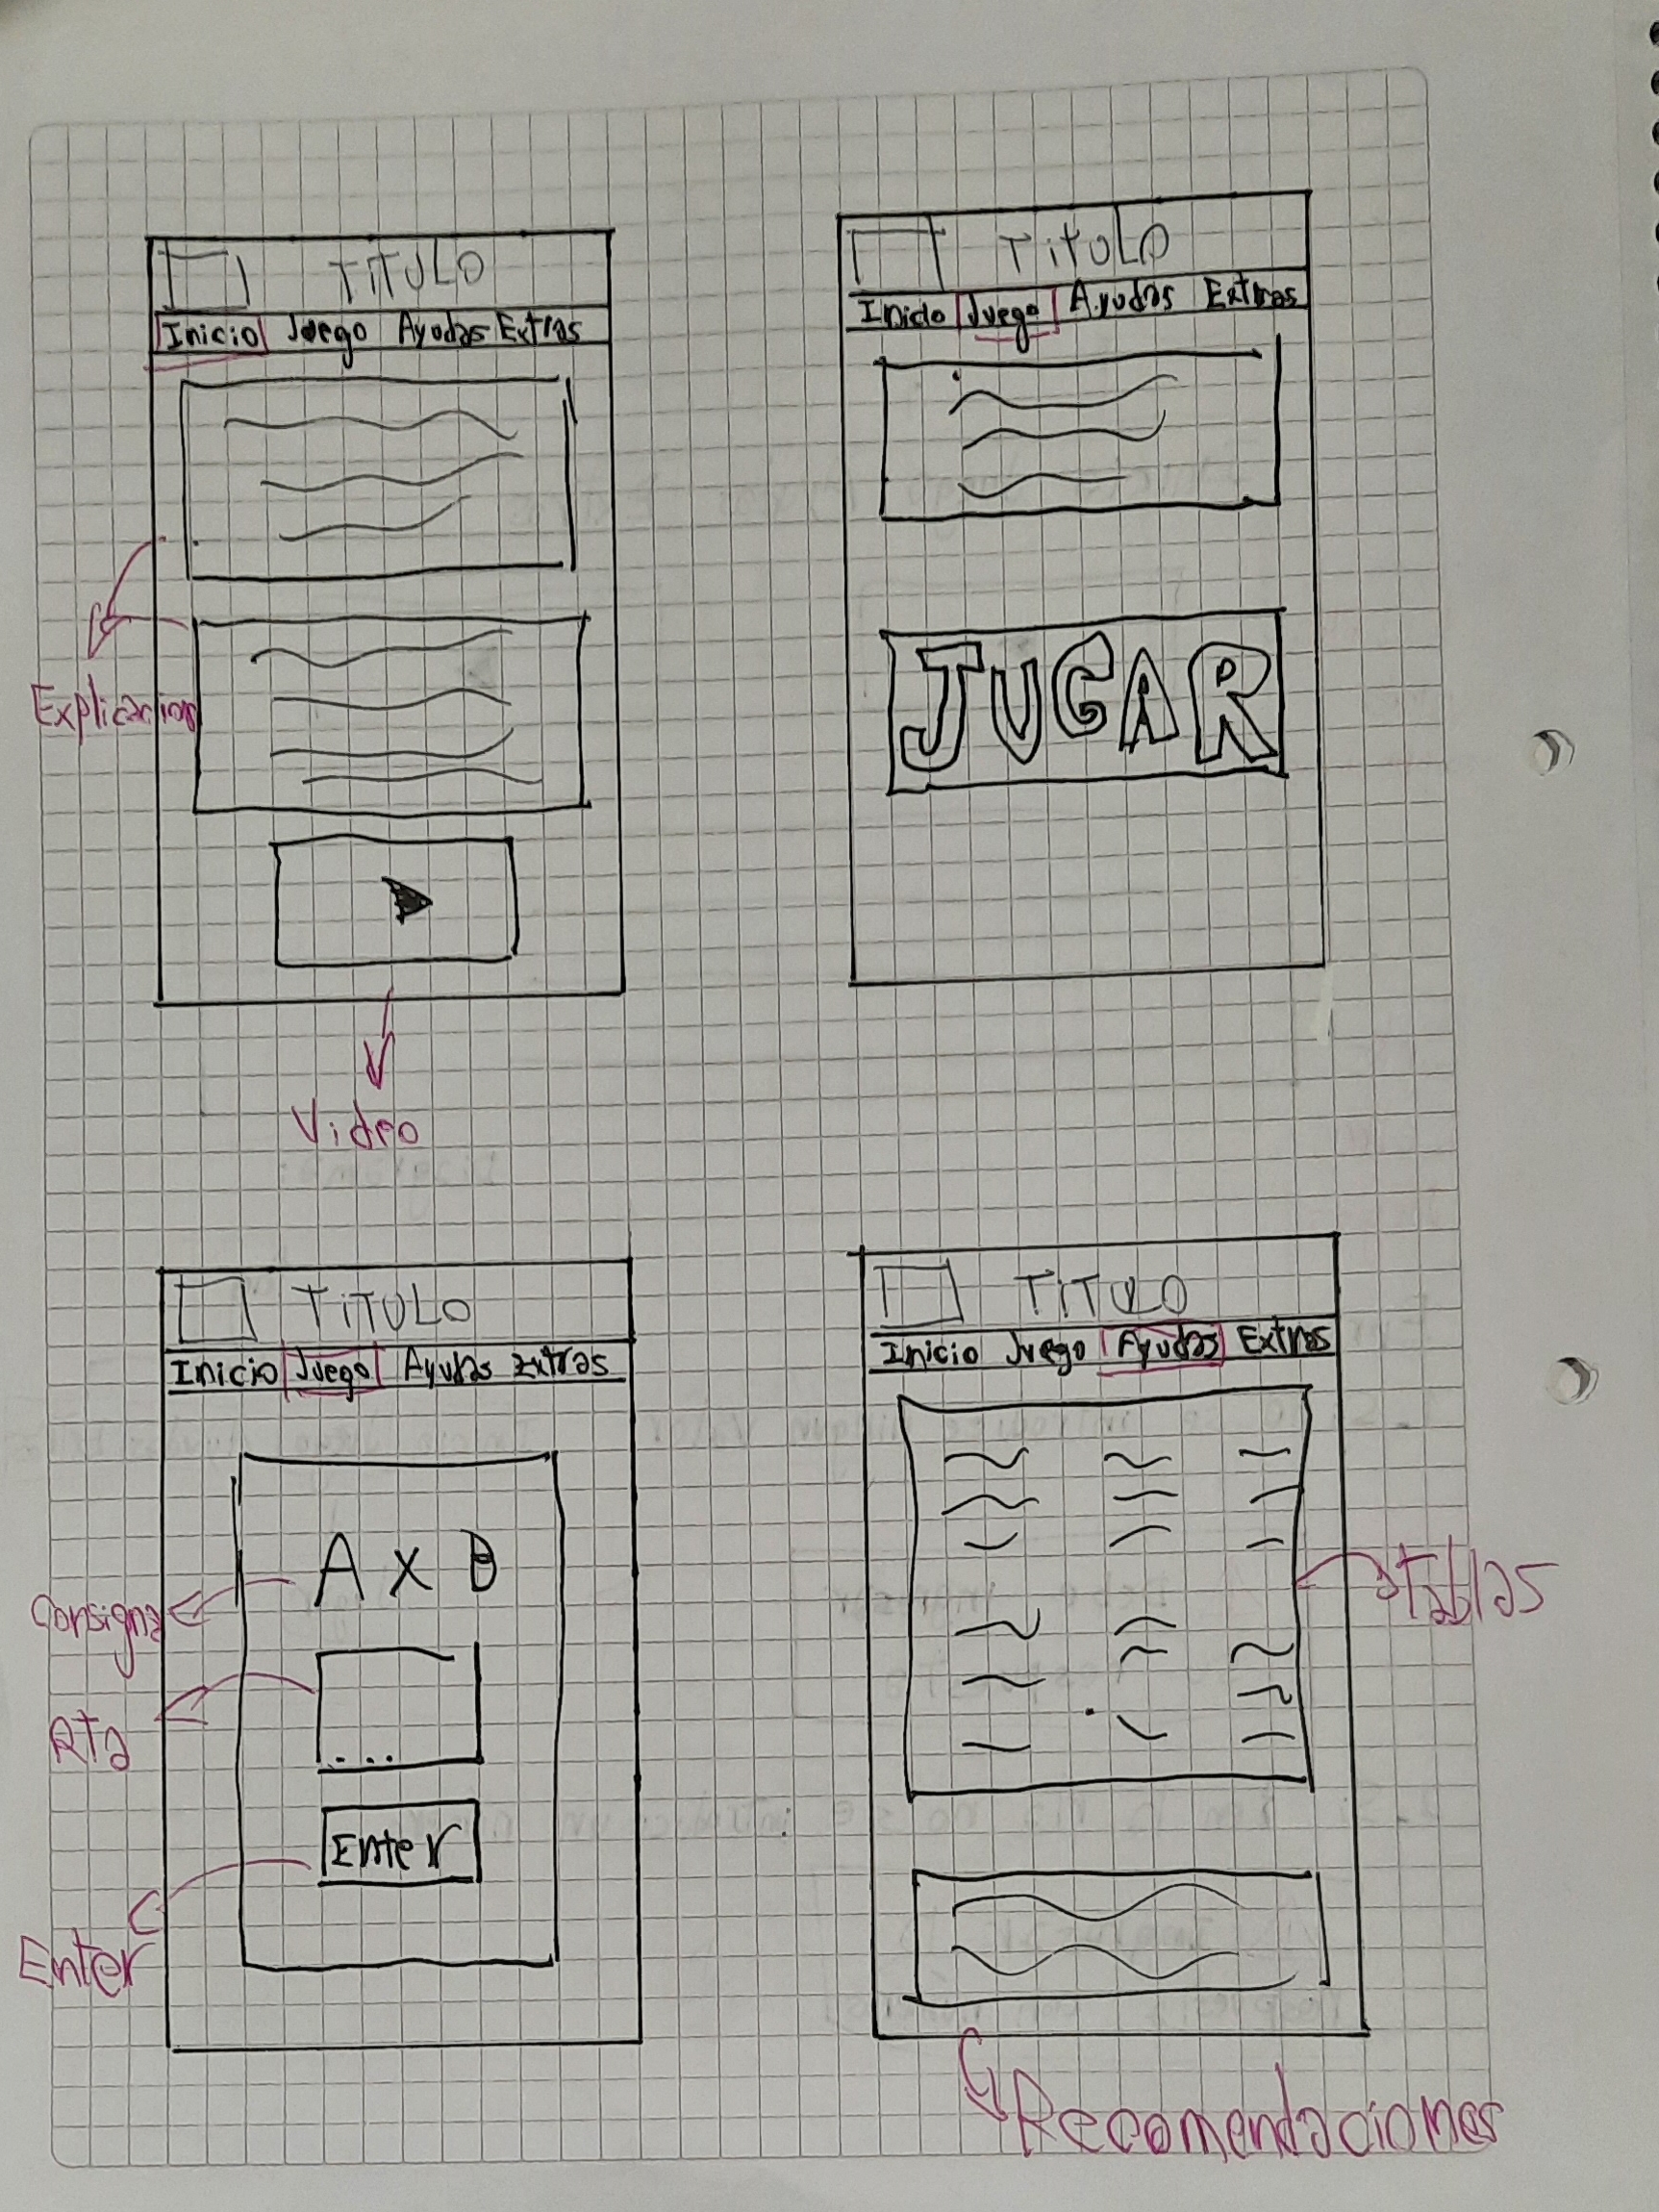 TiTULO
Inicio Juego Ayudas Extras
Explicacion
Video
TiTULO
Inicio Juego Ayudas Extras
JUGAR
TiTULO
Inicio Juego Ayudas Extras
A X B
Consigna
Rta
...
Enter
Enter
TiTULO
Inicio Juego Ayudas Extras
Tablas
Recomendaciones